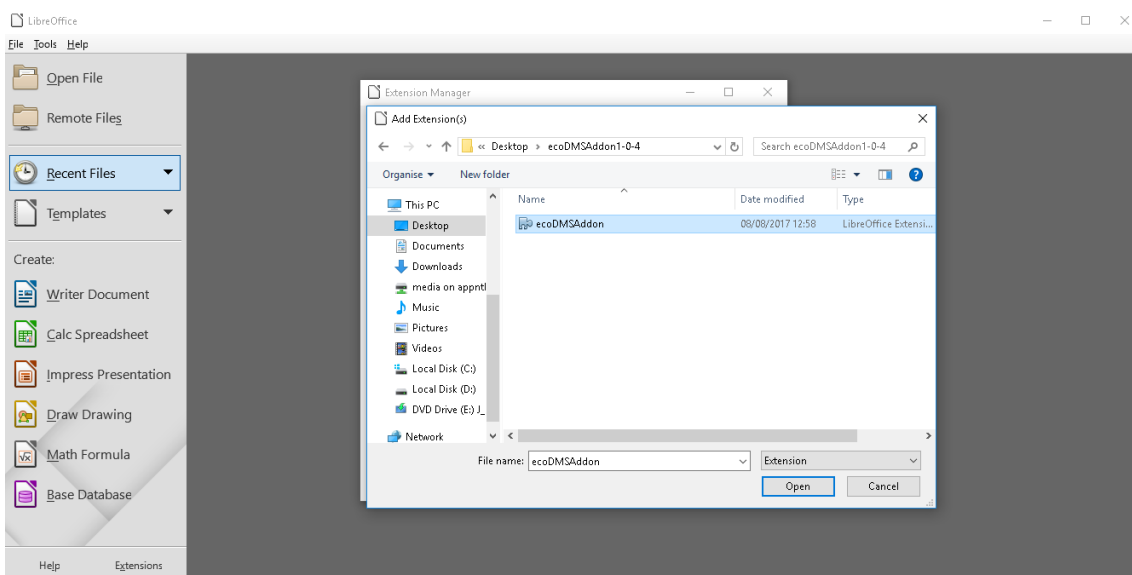 LibreOffice
File Tools Help
Open File
Remote Files
Recent Files
Templates
Create:
Writer Document
Calc Spreadsheet
Impress Presentation
Draw Drawing
Math Formula
Base Database
Help Extensions
Extension Manager
Add Extension(s)
« Desktop › ecoDMSAddon1-0-4
Search ecoDMSAddon1-0-4
Organise New folder
Name Date modified Type
ecoDMSAddon 08/08/2017 12:58 LibreOffice Extensi...
This PC
Desktop
Documents
Downloads
media on appntl
Music
Pictures
Videos
Local Disk (C:)
Local Disk (D:)
DVD Drive (E:) J_
Network
File name: ecoDMSAddon Extension
Open Cancel